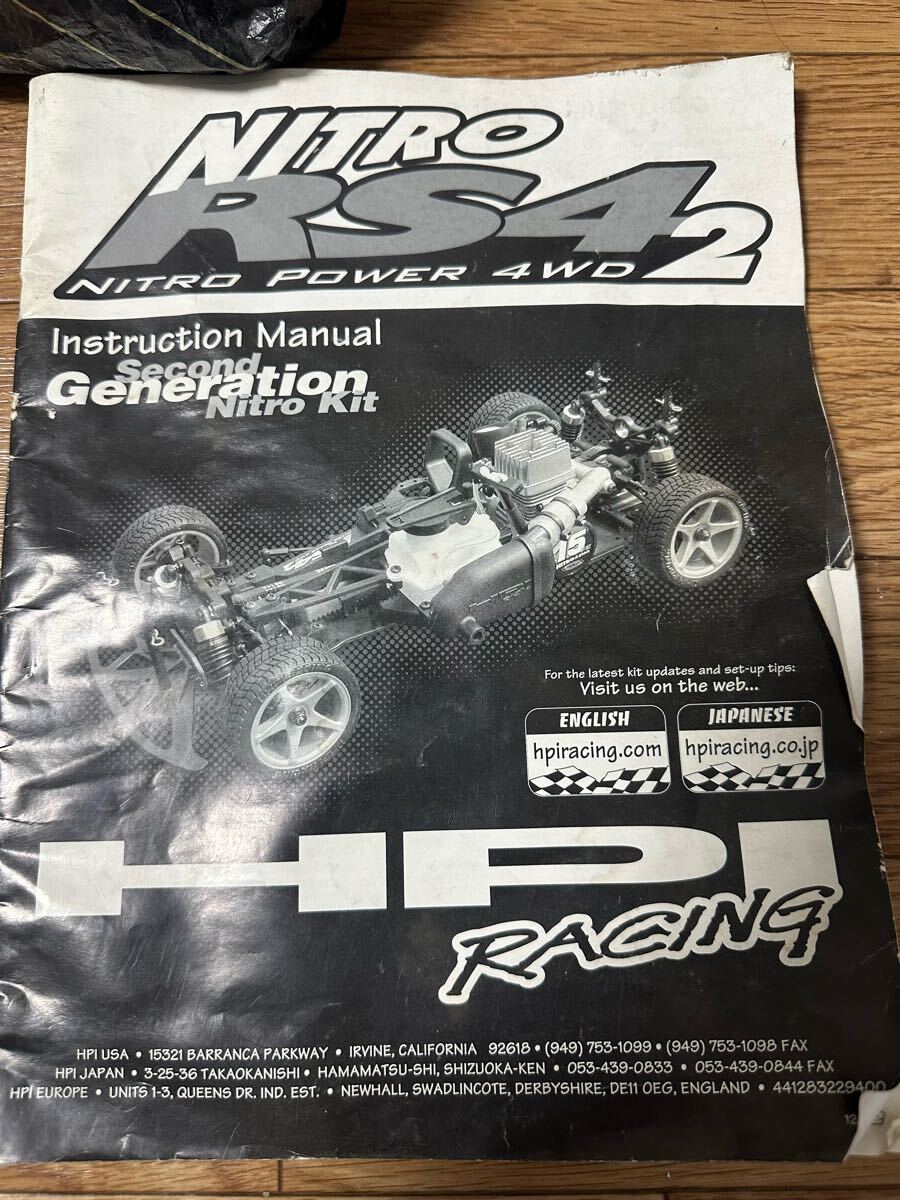 NITRO
RS4 2
NITRO POWER 4WD
Instruction Manual
Second
Generation
Nitro Kit
15
For the latest kit updates and set-up tips:
Visit us on the web...
ENGLISH
hpiracing.com
JAPANESE
hpiracing.co.jp
HPI
RACING
HPI USA • 15321 BARRANCA PARKWAY • IRVINE, CALIFORNIA 92618 • (949) 753-1099 • (949) 753-1098 FAX
HPI JAPAN • 3-25-36 TAKAOKANISHI • HAMAMATSU-SHI, SHIZUOKA-KEN • 053-439-0833 • 053-439-0844 FAX
HPI EUROPE • UNITS 1-3, QUEENS DR. IND. EST. • NEWHALL, SWADLINCOTE, DERBYSHIRE, DE11 OEG, ENGLAND • 441283229400